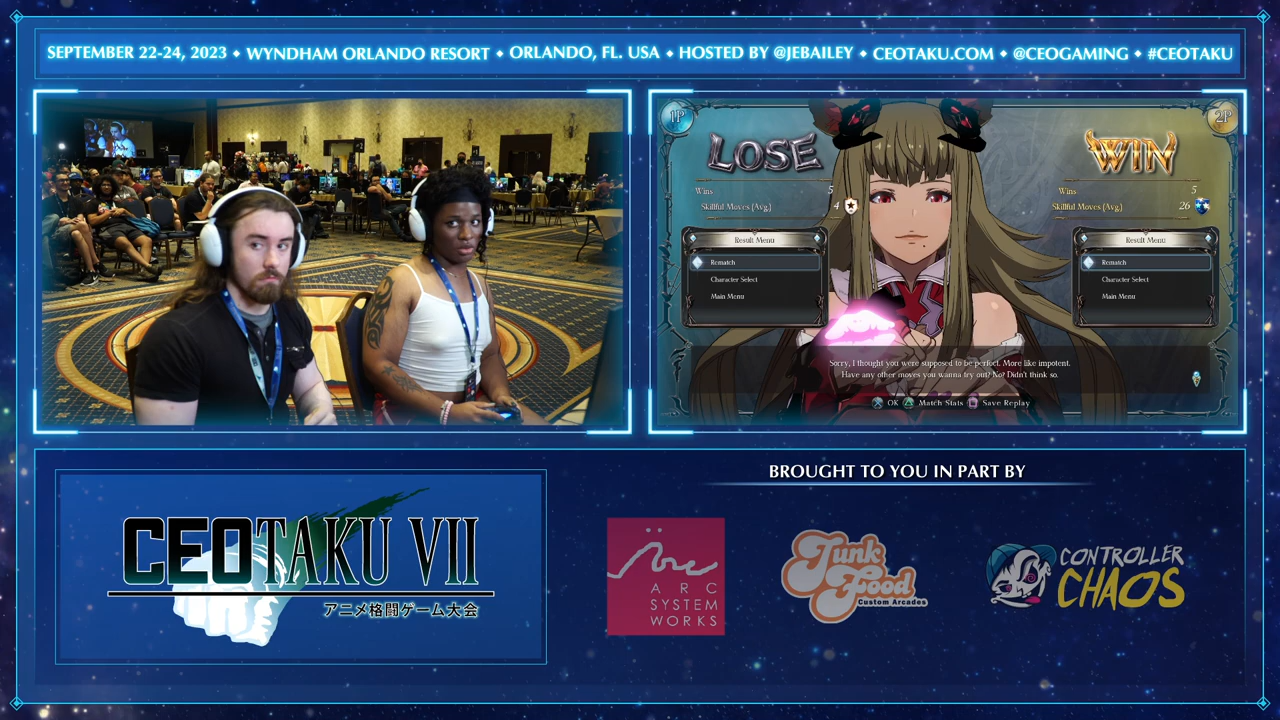 SEPTEMBER 22-24, 2023 ◆ WYNDHAM ORLANDO RESORT ◆ ORLANDO, FL. USA ◆ HOSTED BY @JEBAILEY ◆ CEOTAKU.COM ◆ @CEOGAMING ◆ #CEOTAKU
1P
LOSE
Wins 5
Skillful Moves (Avg.) 4
Result Menu
Rematch
Character Select
Main Menu
2P
WIN
Wins 5
Skillful Moves (Avg.) 26
Result Menu
Rematch
Character Select
Main Menu
Sorry, I thought you were supposed to be perfect. More like impotent.
Have any other moves you wanna try out? No? Didn't think so.
OK Match Stats Save Replay
CEOTAKU VII
アニメ格闘ゲーム大会
BROUGHT TO YOU IN PART BY
ARC
SYSTEM
WORKS
Junk
Food
Custom Arcades
CONTROLLER
CHAOS